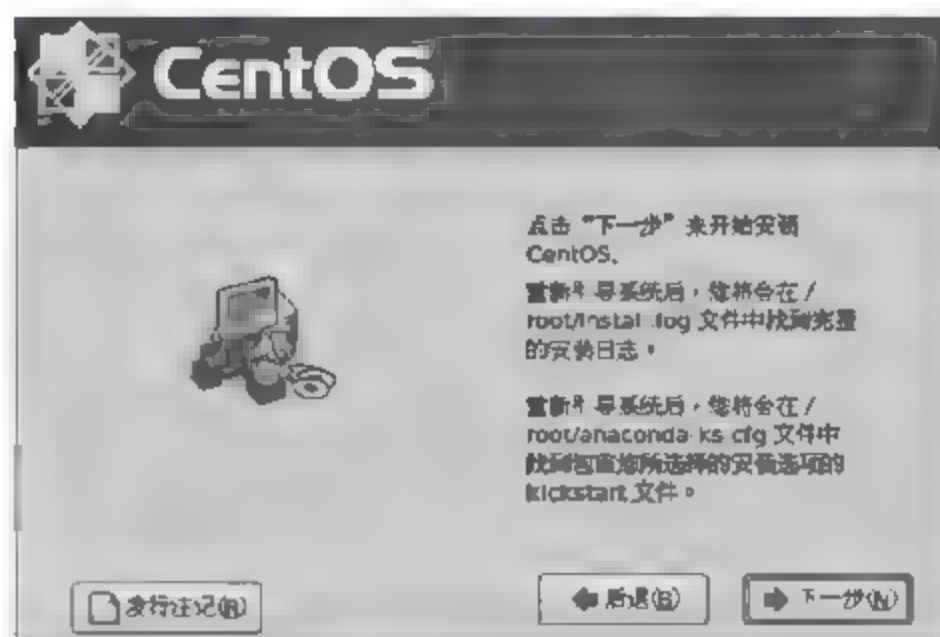 CentOS
点击“下一步”来开始安装
CentOS。
重新引导系统后，您将会在 /
root/install.log 文件中找到完整
的安装日志。
重新引导系统后，您将会在 /
root/anaconda-ks.cfg 文件中
找到包含您所选择的安装选项的
kickstart 文件。
发行注记(R)
后退(B)
下一步(N)